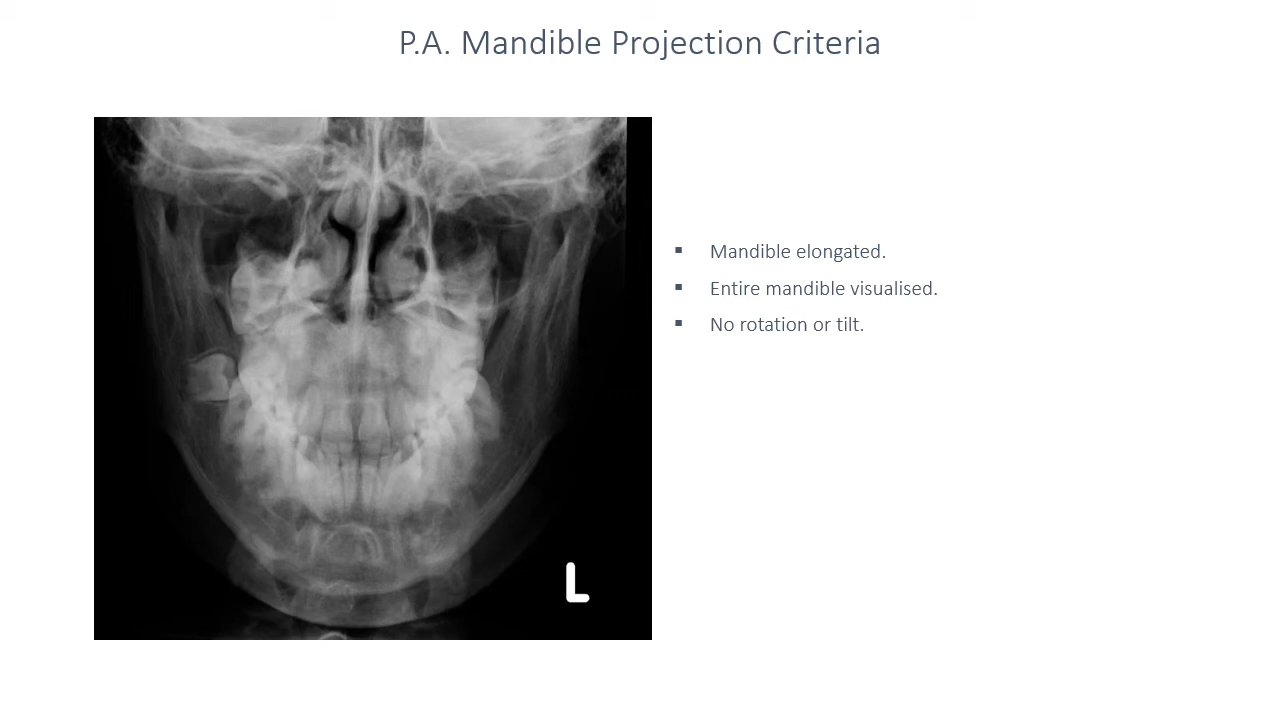 P.A. Mandible Projection Criteria
▪ Mandible elongated.
▪ Entire mandible visualised.
▪ No rotation or tilt.
L